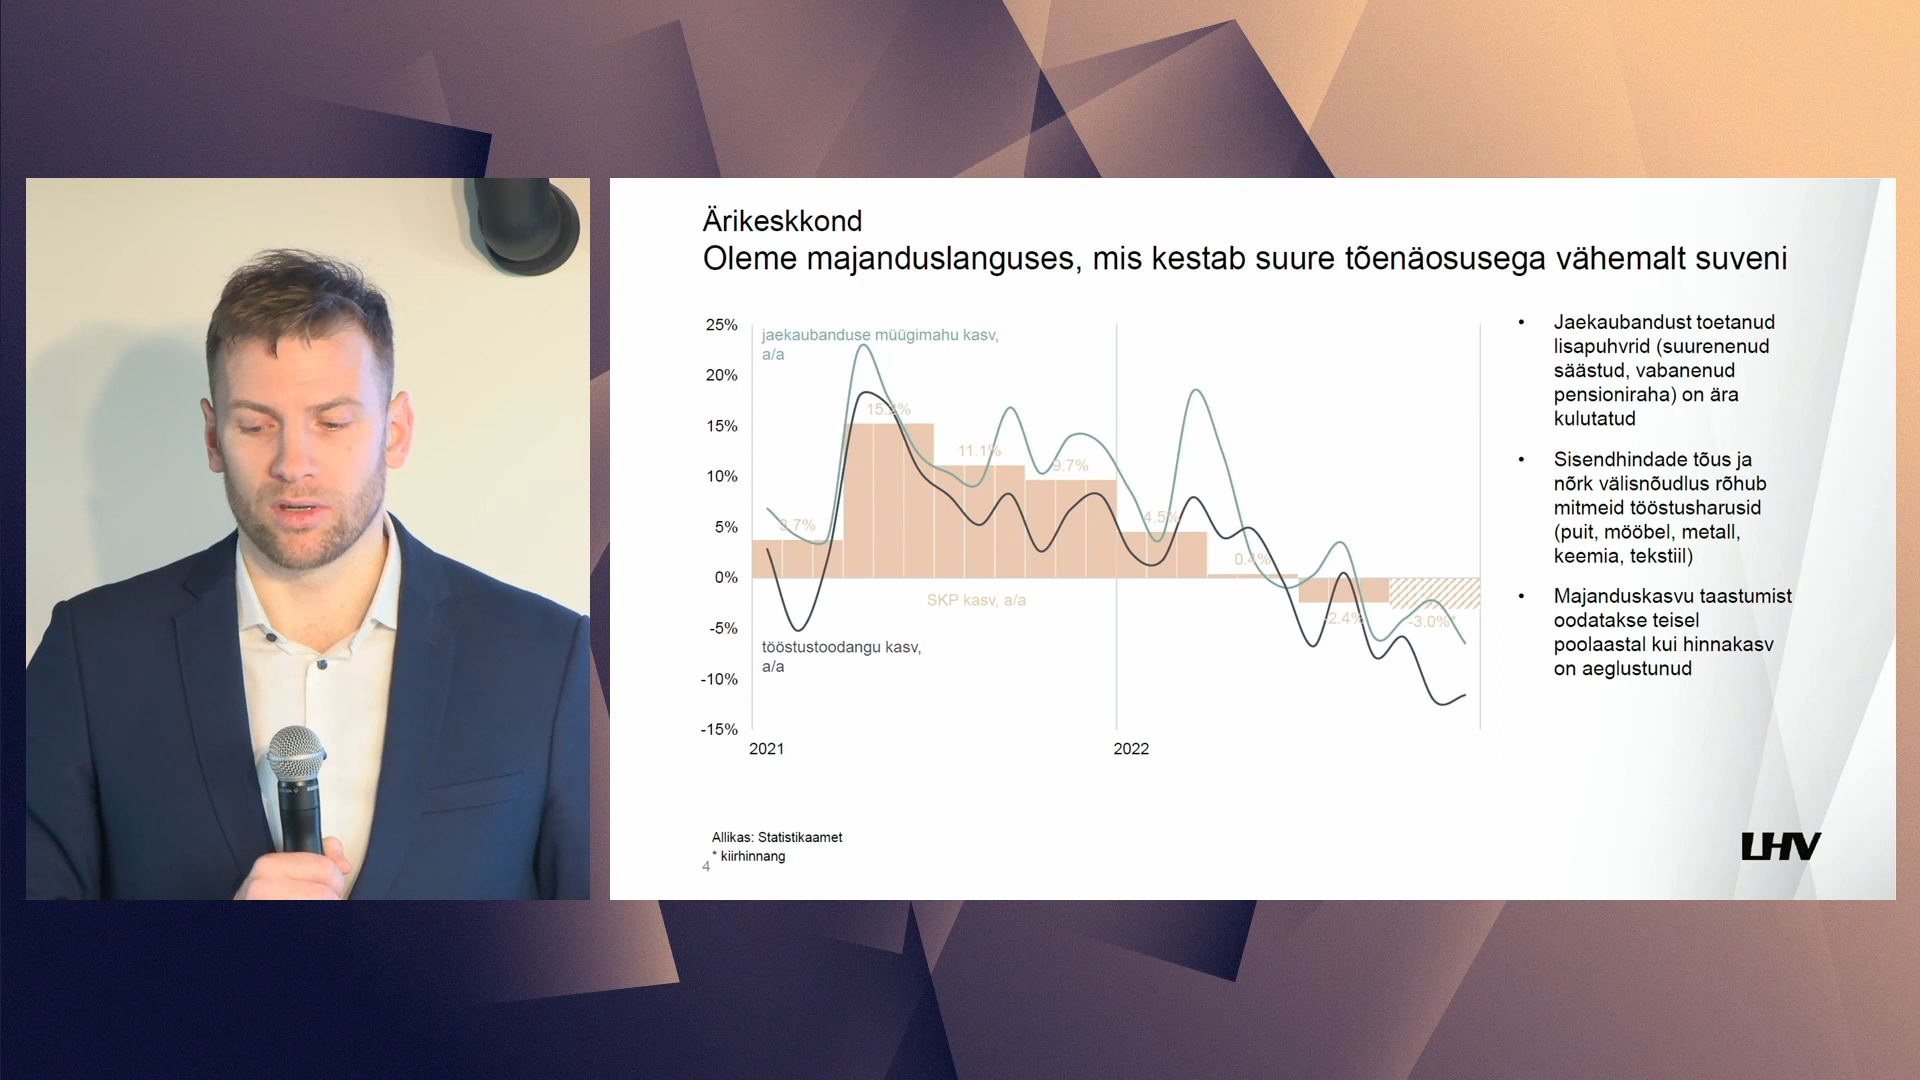 Ärikeskkond
Oleme majanduslanguses, mis kestab suure tõenäosusega vähemalt suveni
25%
20%
15%
10%
5%
0%
-5%
-10%
-15%
jaekaubanduse müügimahu kasv,
a/a
3.7%
15.2%
11.1%
9.7%
4.5%
0.4%
-2.4%
-3.0%*
SKP kasv, a/a
tööstustoodangu kasv,
a/a
2021
2022
• Jaekaubandust toetanud
lisapuhvrid (suurenenud
säästud, vabanenud
pensioniraha) on ära
kulutatud
• Sisendhindade tõus ja
nõrk välisnõudlus rõhub
mitmeid tööstusharusid
(puit, mööbel, metall,
keemia, tekstiil)
• Majanduskasvu taastumist
oodatakse teisel
poolaastal kui hinnakasv
on aeglustunud
Allikas: Statistikaamet
* kiirhinnang
4
LHV